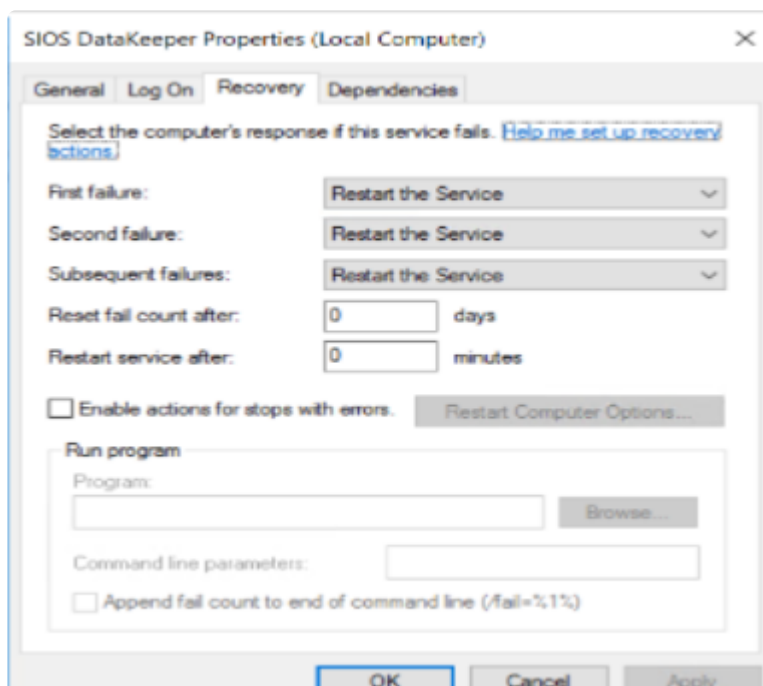 SIOS DataKeeper Properties (Local Computer)
General Log On Recovery Dependencies
Select the computer's response if this service fails. Help me set up recovery
actions.
First failure: Restart the Service
Second failure: Restart the Service
Subsequent failures: Restart the Service
Reset fail count after: 0 days
Restart service after: 0 minutes
Enable actions for stops with errors. Restart Computer Options...
Run program
Program:
Browse...
Command line parameters:
Append fail count to end of command line (/fail=%1%)
OK Cancel Apply